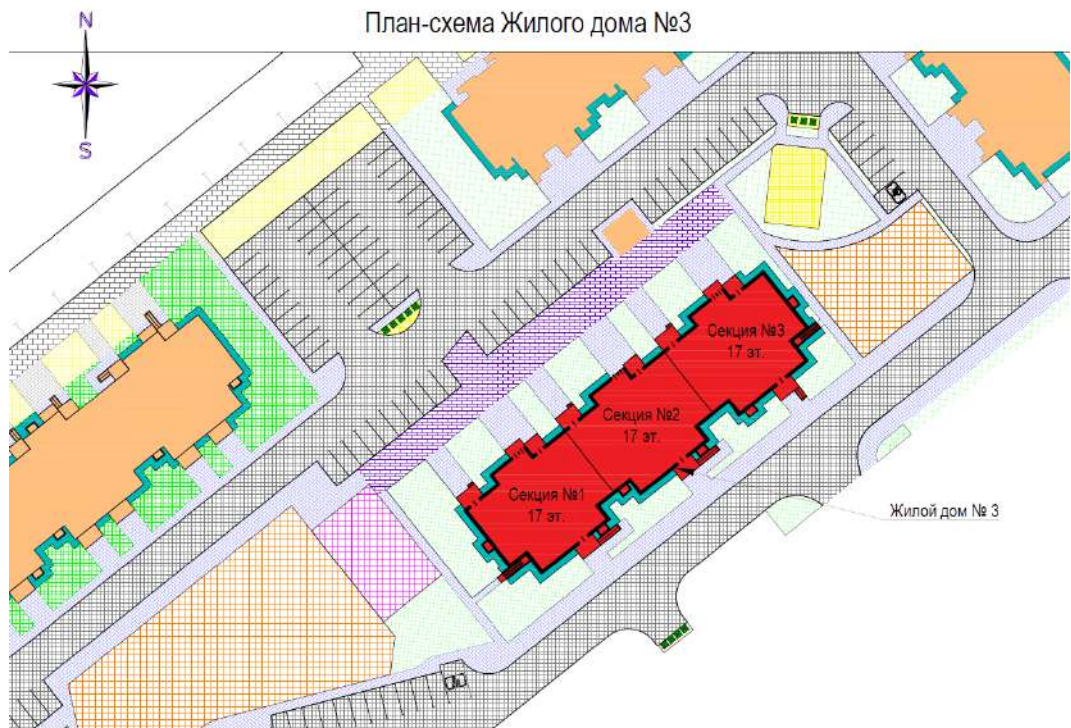 План-схема Жилого дома №3
N
S
Секция №3
17 эт.
Секция №2
17 эт.
Секция №1
17 эт.
Жилой дом № 3